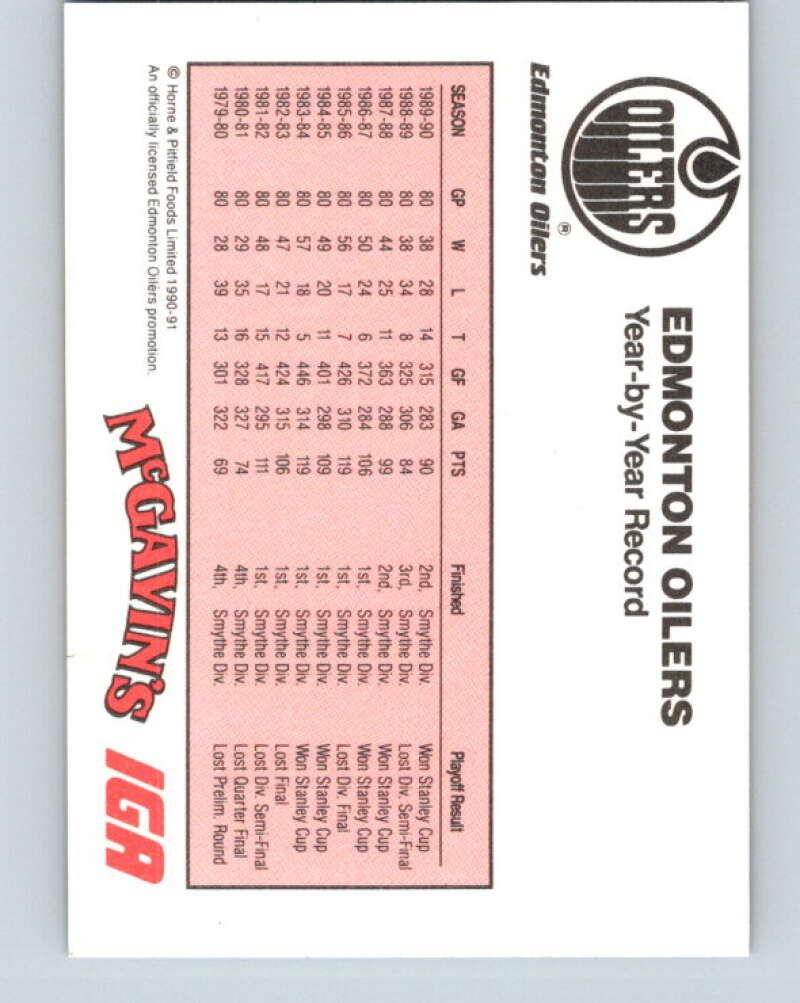 OILERS
®
Edmonton Oilers
EDMONTON OILERS
Year-by-Year Record
SEASON GP W L T GF GA PTS Finished Playoff Result
1989-90 80 38 28 14 315 283 90 2nd, Smythe Div. Won Stanley Cup
1988-89 80 38 34 8 325 306 84 3rd, Smythe Div. Lost Div. Semi-Final
1987-88 80 44 25 11 363 288 99 2nd, Smythe Div. Won Stanley Cup
1986-87 80 50 24 6 372 284 106 1st, Smythe Div. Won Stanley Cup
1985-86 80 56 17 7 426 310 119 1st, Smythe Div. Lost Div. Final
1984-85 80 49 20 11 401 298 109 1st, Smythe Div. Won Stanley Cup
1983-84 80 57 18 5 446 314 119 1st, Smythe Div. Won Stanley Cup
1982-83 80 47 21 12 424 315 106 1st, Smythe Div. Lost Final
1981-82 80 48 17 15 417 295 111 1st, Smythe Div. Lost Div. Semi-Final
1980-81 80 29 35 16 328 327 74 4th, Smythe Div. Lost Quarter Final
1979-80 80 28 39 13 301 322 69 4th, Smythe Div. Lost Prelim. Round
© Horne & Pitfield Foods Limited 1990-91
An officially licensed Edmonton Oilers promotion.
McGAVIN'S IGA